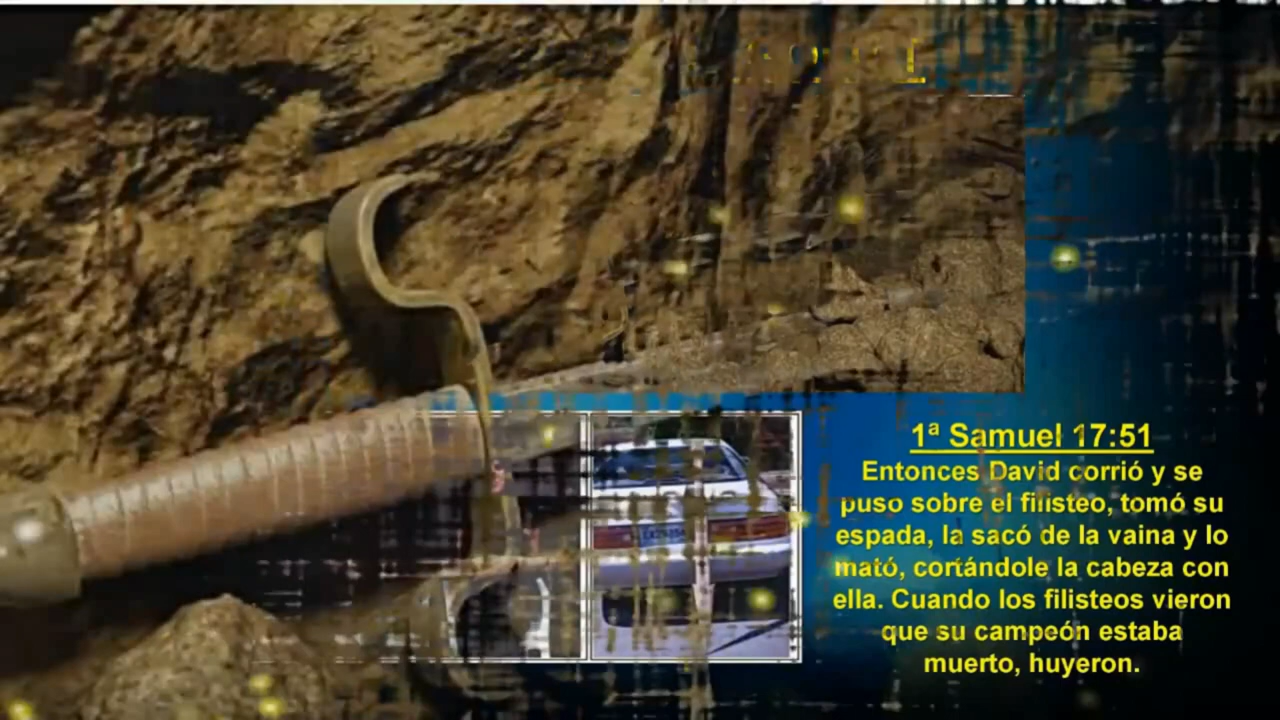 1ª Samuel 17:51
Entonces David corrió y se
puso sobre el filisteo, tomó su
espada, la sacó de la vaina y lo
mató, cortándole la cabeza con
ella. Cuando los filisteos vieron
que su campeón estaba
muerto, huyeron.